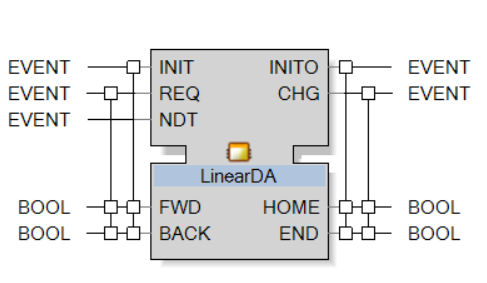 EVENT INIT INITO EVENT
EVENT REQ CHG EVENT
EVENT NDT
LinearDA
BOOL FWD HOME BOOL
BOOL BACK END BOOL